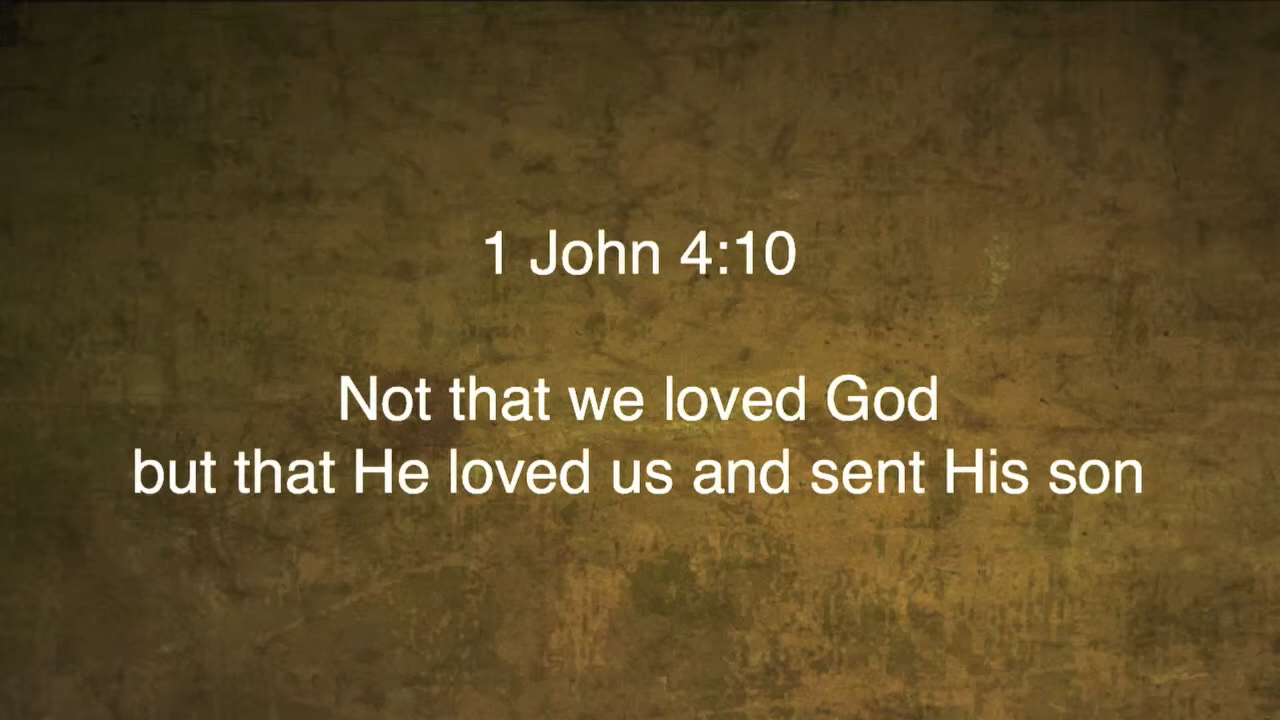 1 John 4:10
Not that we loved God
but that He loved us and sent His son